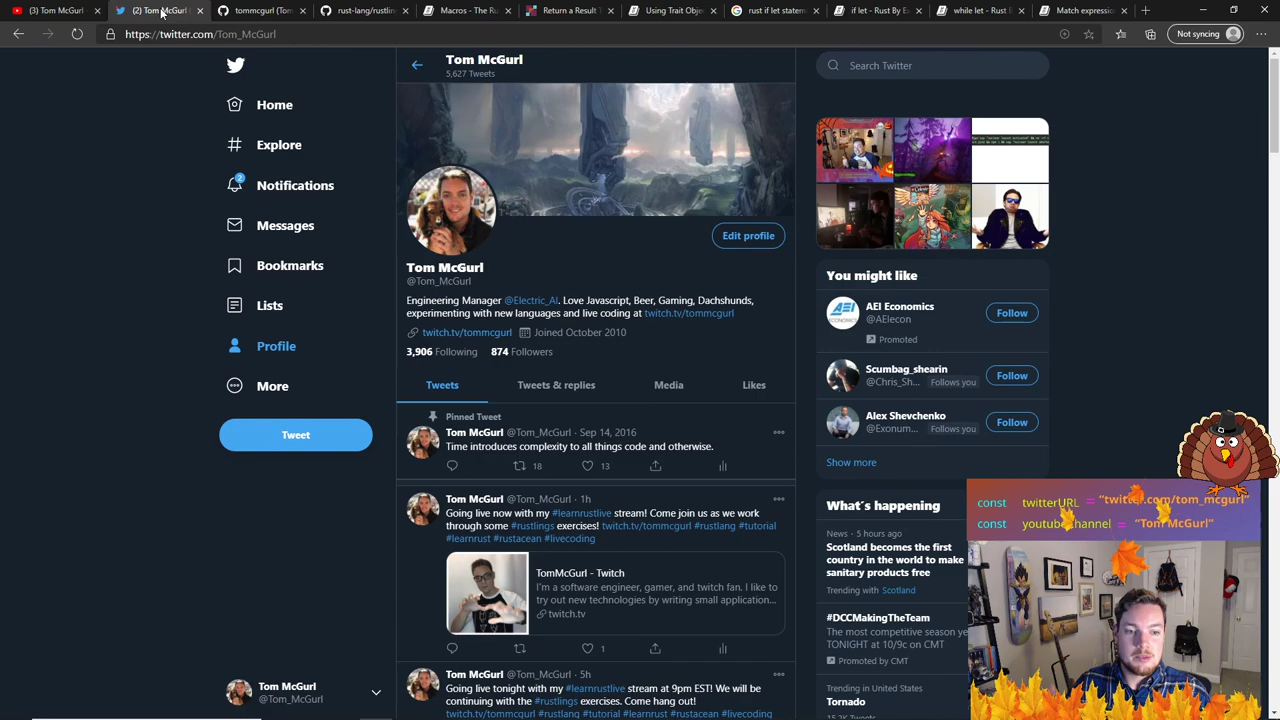 (3) Tom McGurl
(2) Tom McGurl
tommcgurl (Tom
rust-lang/rustlin
Macros - The Ru
Return a Result
Using Trait Objec
rust if let statem
if let - Rust By Ex
while let - Rust B
Match expression
https://twitter.com/Tom_McGurl
Not syncing
Tom McGurl
5,627 Tweets
Search Twitter
Home
Notifications
2
Messages
Bookmarks
Lists
Profile
More
Tweet
Edit profile
Tom McGurl
@Tom_McGurl
Engineering Manager @Electric_AI. Love Javascript, Beer, Gaming, Dachshunds,
experimenting with new languages and live coding at twitch.tv/tommcgurl
twitch.tv/tommcgurl Joined October 2010
3,906 Following 874 Followers
Tweets Tweets & replies Media Likes
Pinned Tweet
Tom McGurl @Tom_McGurl · Sep 14, 2016
Time introduces complexity to all things code and otherwise.
18 13
Tom McGurl @Tom_McGurl · 1h
Going live now with my #learnrustlive stream! Come join us as we work
through some #rustlings exercises! twitch.tv/tommcgurl #rustlang #tutorial
#learnrust #rustacean #livecoding
TomMcGurl - Twitch
I'm a software engineer, gamer, and twitch fan. I like to
try out new technologies by writing small application...
twitch.tv
1
Tom McGurl @Tom_McGurl · 5h
Going live tonight with my #learnrustlive stream at 9pm EST! We will be
continuing with the #rustlings exercises. Come hang out!
twitch.tv/tommcgurl #rustlang #tutorial #learnrust #rustacean #livecoding
You might like
AEI
ECONOMICS
AEI Economics
@AEIecon
Follow
Promoted
Scumbag_shearin
@Chris_Sh... Follows you
Follow
Alex Shevchenko
@Exonum... Follows you
Follow
Show more
What's happening
News · 5 hours ago
Scotland becomes the first
country in the world to make
sanitary products free
Trending with Scotland
#DCCMakingTheTeam
The most competitive season ye
TONIGHT at 10/9c on CMT
Promoted by CMT
Trending in United States
Tornado
15.2K Tweets
Tom McGurl
@Tom_McGurl
const twitterURL = "twitter.com/tom_mcgurl"
const youtubeChannel = "Tom McGurl"